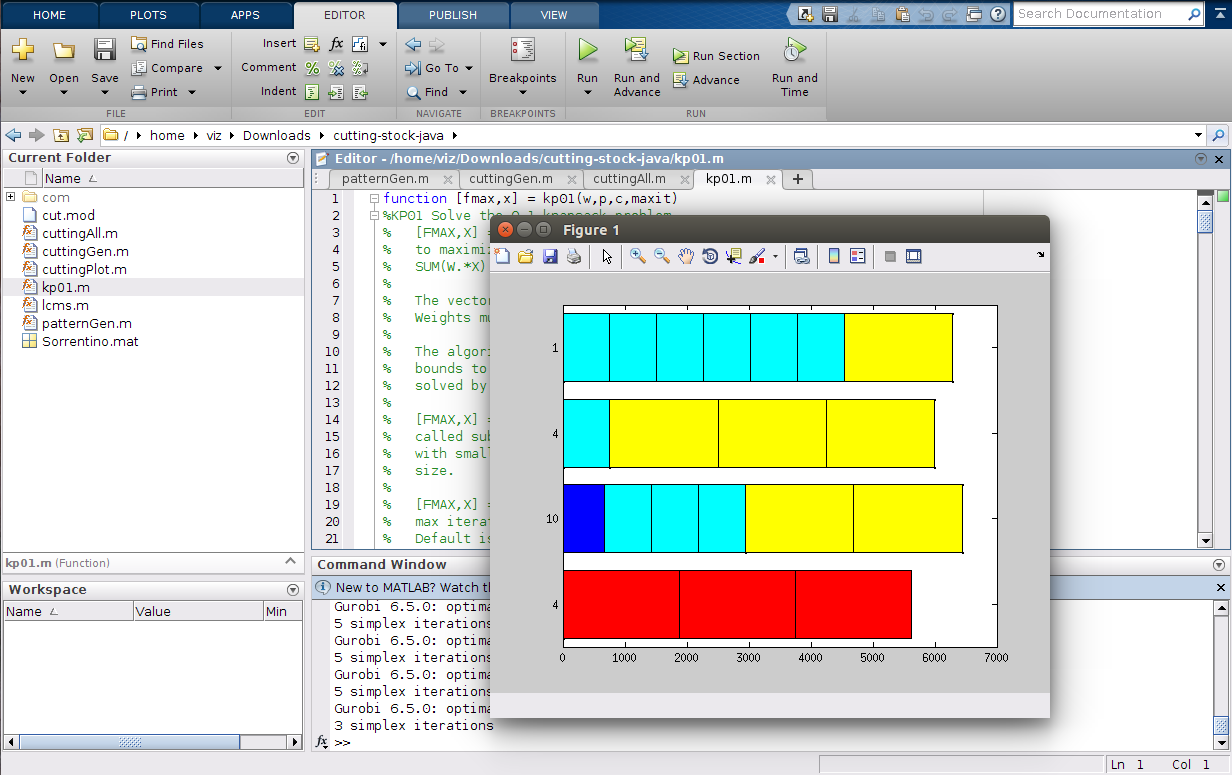 HOME PLOTS APPS EDITOR PUBLISH VIEW Search Documentation
Find Files Insert fx
Compare Comment Go To Run Section
New Open Save Breakpoints Run Run and Advance Advance Run and Time
Print Indent Find
FILE EDIT NAVIGATE BREAKPOINTS RUN
/ home viz Downloads cutting-stock-java
Current Folder
Name
com
cut.mod
cuttingAll.m
cuttingGen.m
cuttingPlot.m
kp01.m
lcms.m
patternGen.m
Sorrentino.mat
kp01.m (Function)
Workspace
Name Value Min
Editor - /home/viz/Downloads/cutting-stock-java/kp01.m
patternGen.m cuttingGen.m cuttingAll.m kp01.m +
1 function [fmax,x] = kp01(w,p,c,maxit)
2 %KP01 Solve the 0-1 knapsack problem
3 % [FMAX,X] =
4 % to maximiz
5 % SUM(W.*X)
6 %
7 % The vector
8 % Weights mu
9 %
10 % The algori
11 % bounds to
12 % solved by
13 %
14 % [FMAX,X] =
15 % called sub
16 % with small
17 % size.
18 %
19 % [FMAX,X] =
20 % max iterat
21 % Default is
Figure 1
1
4
10
4
0 1000 2000 3000 4000 5000 6000 7000
Command Window
New to MATLAB? Watch th
Gurobi 6.5.0: optima
5 simplex iterations
Gurobi 6.5.0: optima
5 simplex iterations
Gurobi 6.5.0: optima
5 simplex iterations
Gurobi 6.5.0: optima
3 simplex iterations
fx >>
Ln 1 Col 1